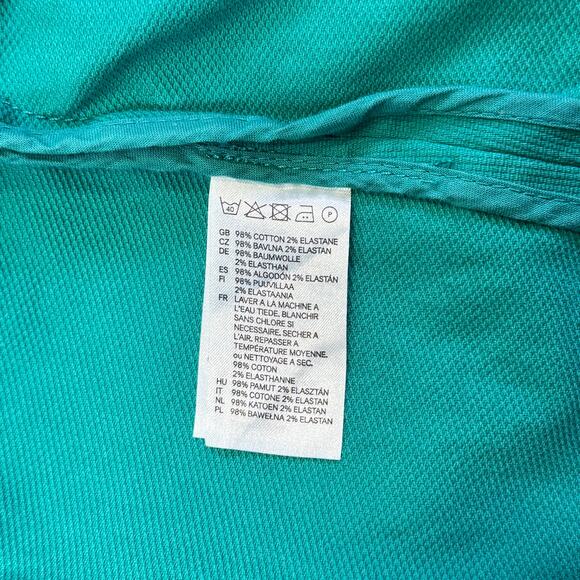 40 P
GB 98% COTTON 2% ELASTANE
CZ 98% BAVLNA 2% ELASTAN
DE 98% BAUMWOLLE
2% ELASTHAN
ES 98% ALGODÓN 2% ELASTÁN
FI 98% PUUVILLAA
2% ELASTAANIA
FR LAVER A LA MACHINE A
L'EAU TIEDE. BLANCHIR
SANS CHLORE SI
NECESSAIRE. SECHER A
L'AIR. REPASSER A
TEMPÉRATURE MOYENNE.
ou NETTOYAGE A SEC.
98% COTON
2% ELASTHANNE
HU 98% PAMUT 2% ELASZTÁN
IT 98% COTONE 2% ELASTAN
NL 98% KATOEN 2% ELASTAN
PL 98% BAWEŁNA 2% ELASTAN